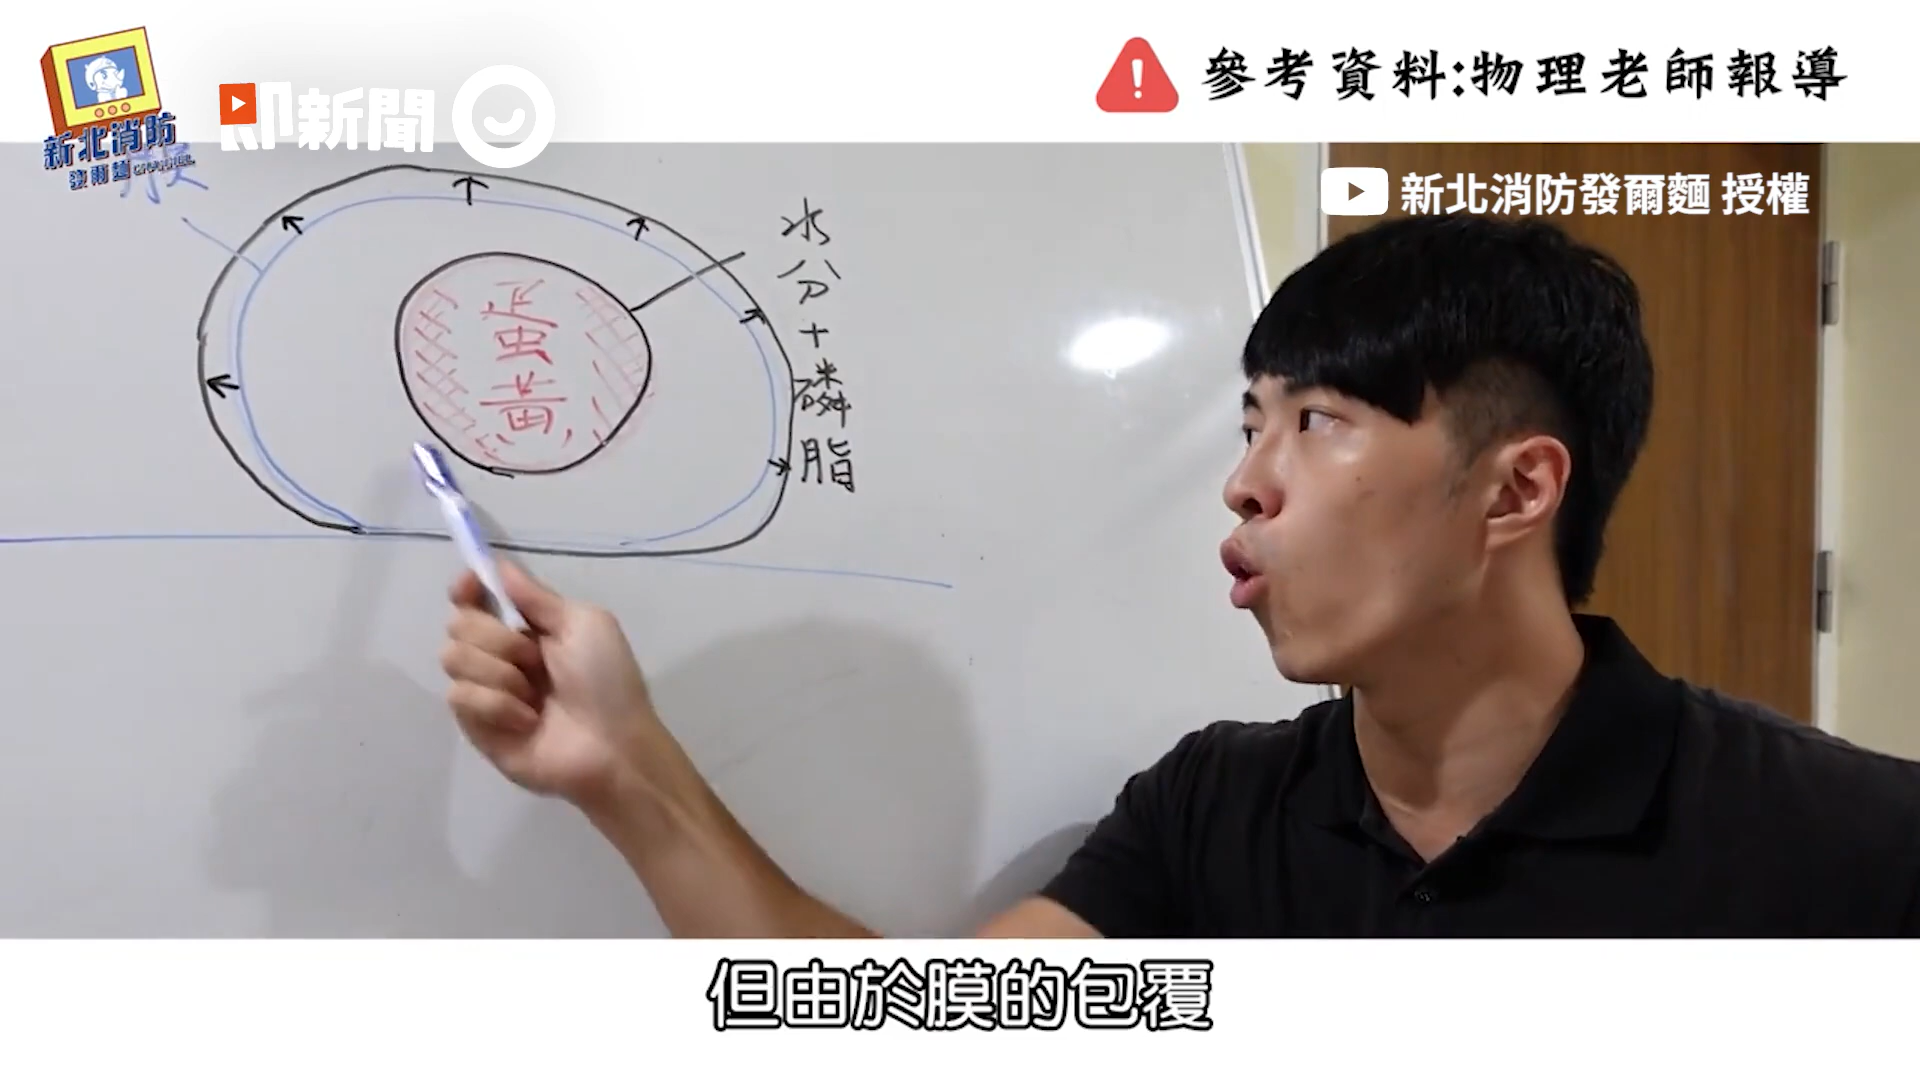 參考資料:物理老師報導
新北消防
發爾麵 CHANNEL
即新聞
新北消防發爾麵 授權
膜
蛋黃
水分+磷脂
但由於膜的包覆